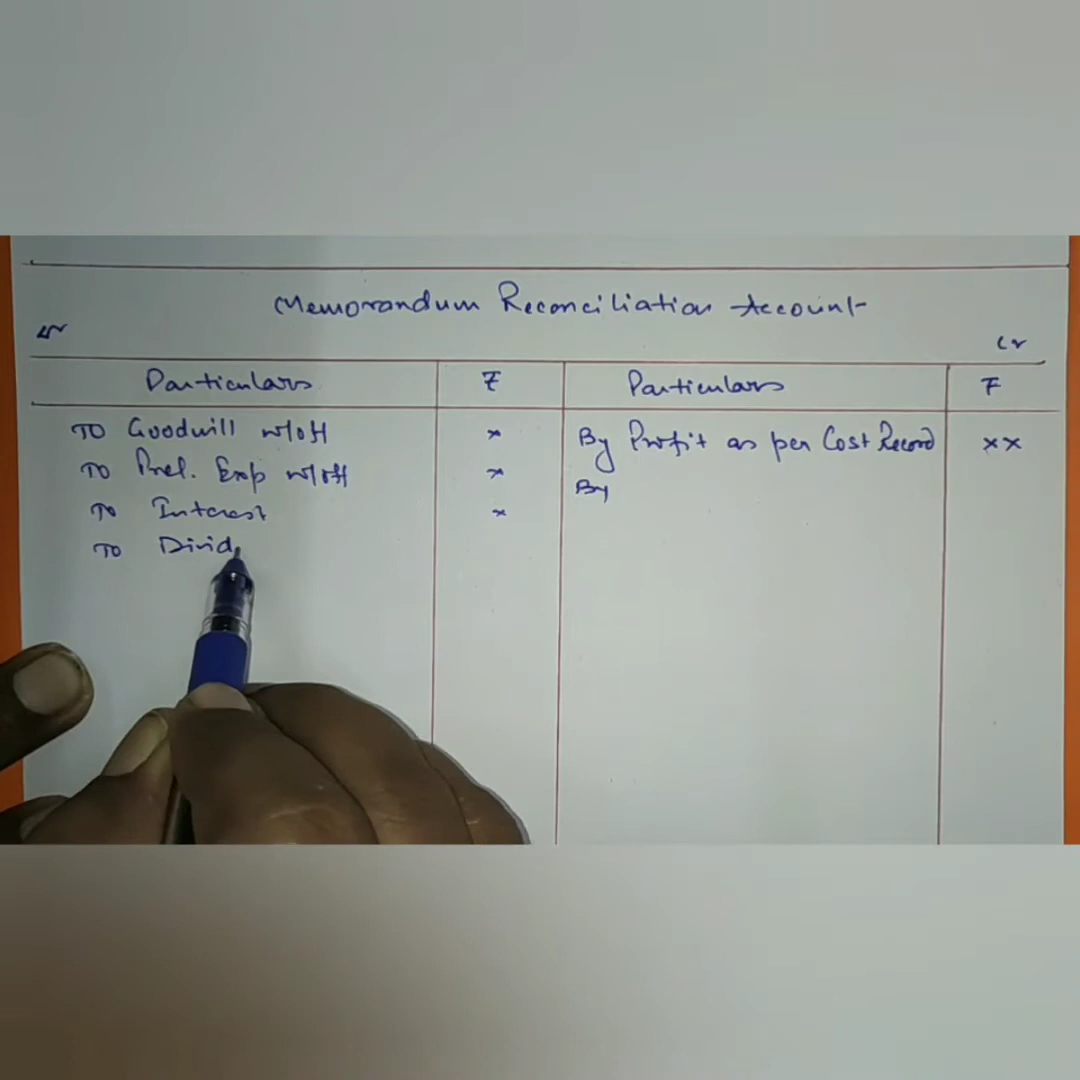 Memorandum Reconciliation Account
Dr
Cr
Particulars ₹ Particulars ₹
To Goodwill w/off × By Profit as per Cost Record ××
To Prel. Exp w/off × By
To Interest ×
To Divid